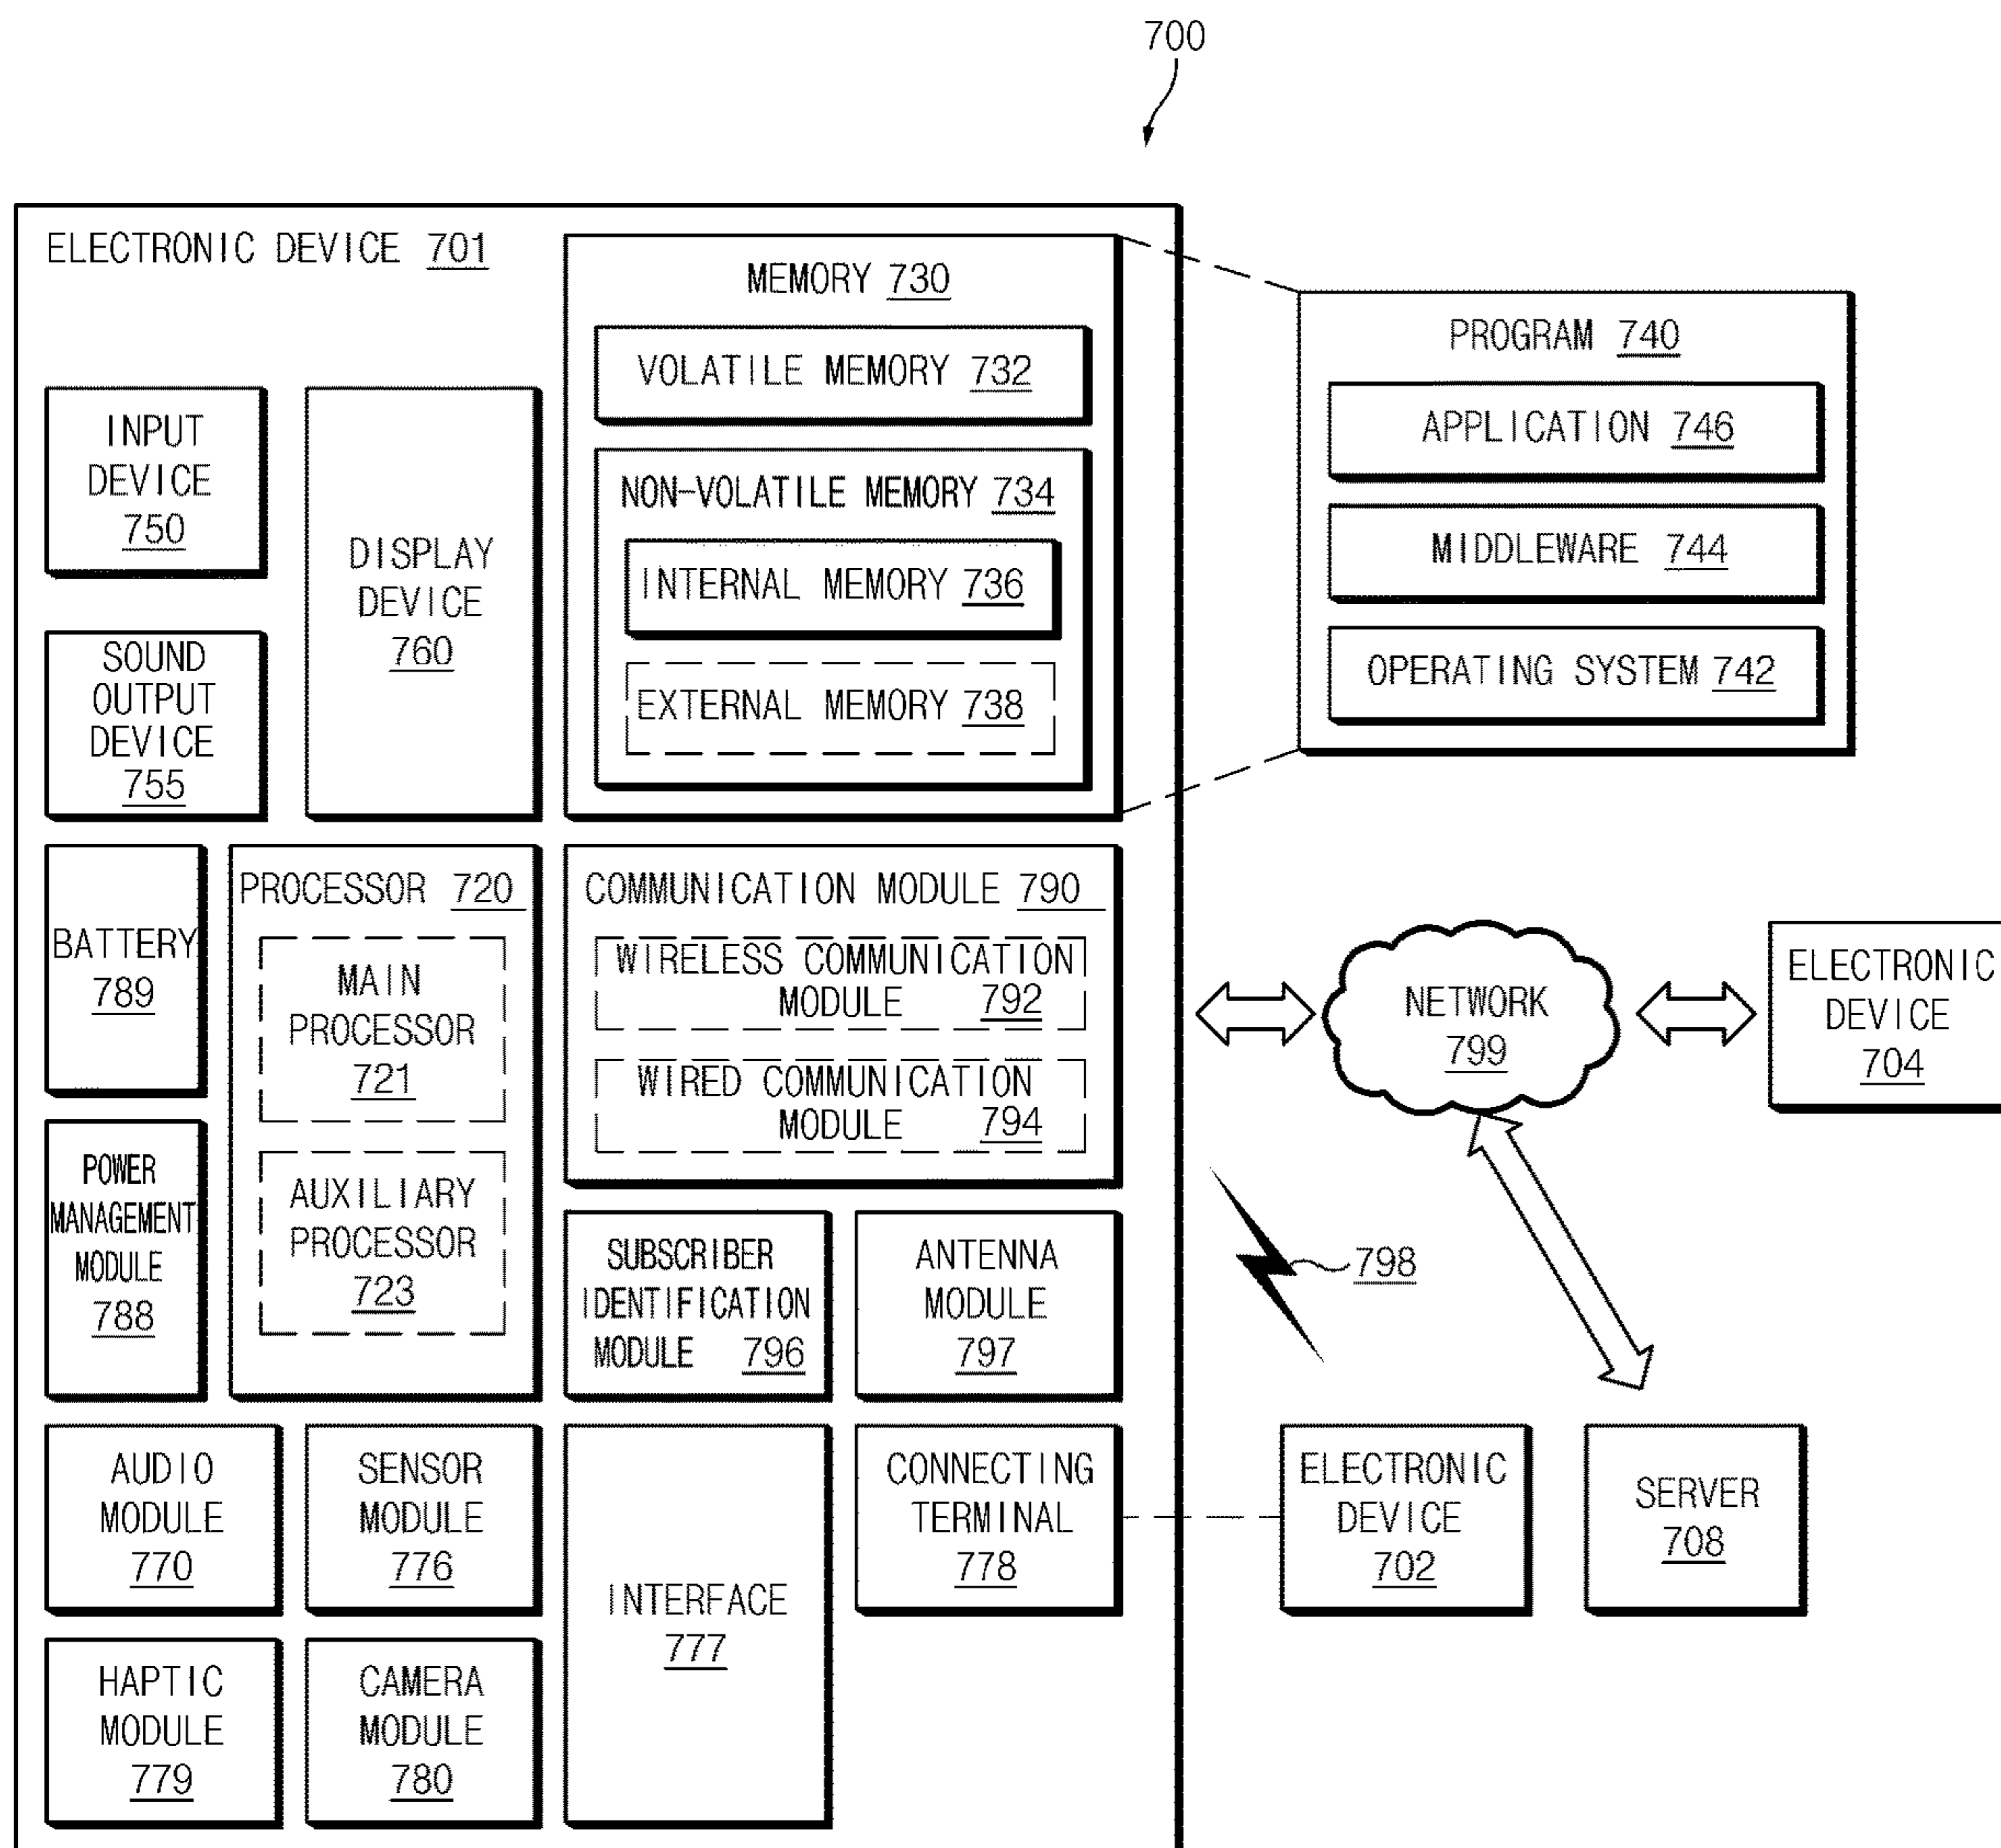 700
ELECTRONIC DEVICE 701
MEMORY 730
VOLATILE MEMORY 732
NON-VOLATILE MEMORY 734
INTERNAL MEMORY 736
EXTERNAL MEMORY 738
PROGRAM 740
APPLICATION 746
MIDDLEWARE 744
OPERATING SYSTEM 742
INPUT
DEVICE
750
SOUND
OUTPUT
DEVICE
755
DISPLAY
DEVICE
760
BATTERY
789
POWER
MANAGEMENT
MODULE
788
PROCESSOR 720
MAIN
PROCESSOR
721
AUXILIARY
PROCESSOR
723
COMMUNICATION MODULE 790
WIRELESS COMMUNICATION
MODULE 792
WIRED COMMUNICATION
MODULE 794
SUBSCRIBER
IDENTIFICATION
MODULE 796
ANTENNA
MODULE
797
NETWORK
799
ELECTRONIC
DEVICE
704
798
AUDIO
MODULE
770
SENSOR
MODULE
776
INTERFACE
777
CONNECTING
TERMINAL
778
ELECTRONIC
DEVICE
702
SERVER
708
HAPTIC
MODULE
779
CAMERA
MODULE
780